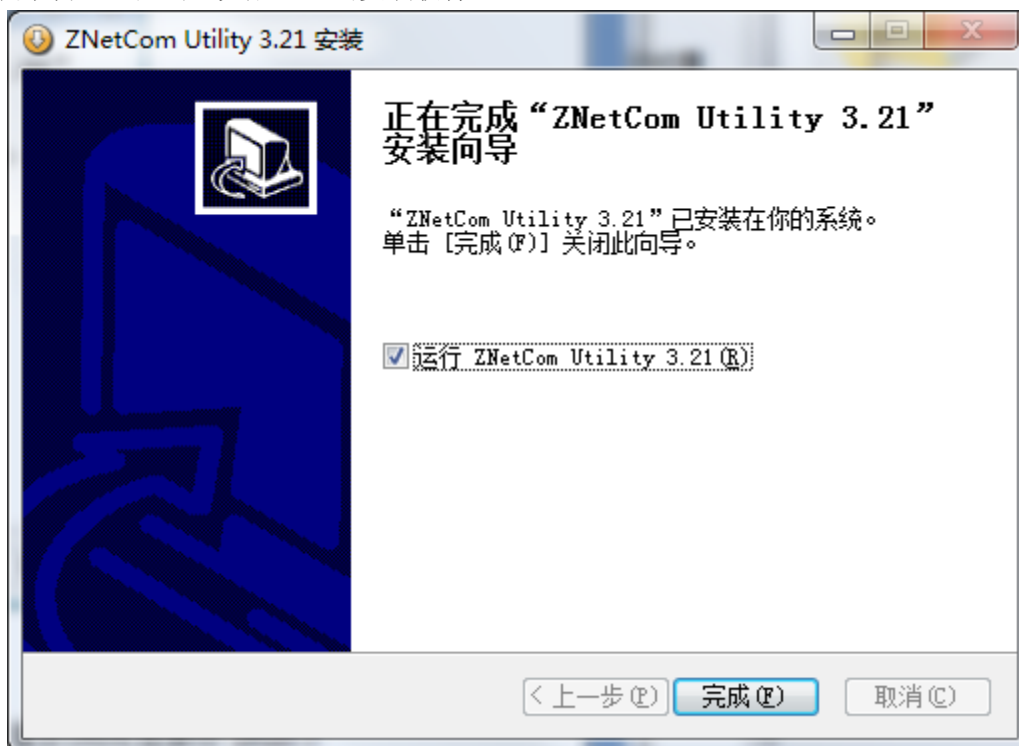 ZNetCom Utility 3.21 安装
正在完成“ZNetCom Utility 3.21”
安装向导
“ZNetCom Utility 3.21”已安装在你的系统。
单击 [完成(F)] 关闭此向导。
运行 ZNetCom Utility 3.21(R)
< 上一步(P) 完成(F) 取消(C)